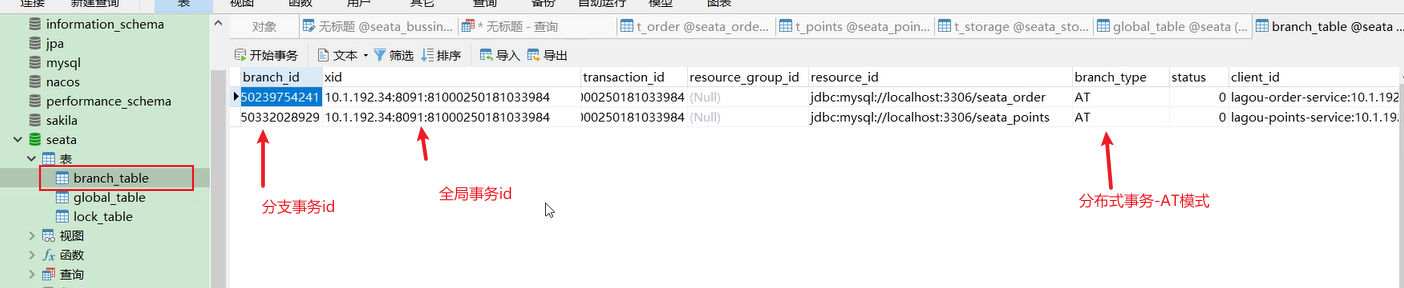 连接 新建查询 表 视图 函数 用户 其它 查询 备份 自动运行 模型 图表
information_schema
jpa
mysql
nacos
performance_schema
sakila
seata
表
branch_table
global_table
lock_table
视图
函数
查询
对象 无标题 @seata_bussin... * 无标题 - 查询 t_order @seata_orde... t_points @seata_poin... t_storage @seata_sto... global_table @seata (... branch_table @seata ...
开始事务 文本 筛选 排序 导入 导出
branch_id xid transaction_id resource_group_id resource_id branch_type status client_id
50239754241 10.1.192.34:8091:81000250181033984 000250181033984 (Null) jdbc:mysql://localhost:3306/seata_order AT 0 lagou-order-service:10.1.192
50332028929 10.1.192.34:8091:81000250181033984 000250181033984 (Null) jdbc:mysql://localhost:3306/seata_points AT 0 lagou-points-service:10.1.19
分支事务id
全局事务id
分布式事务-AT模式